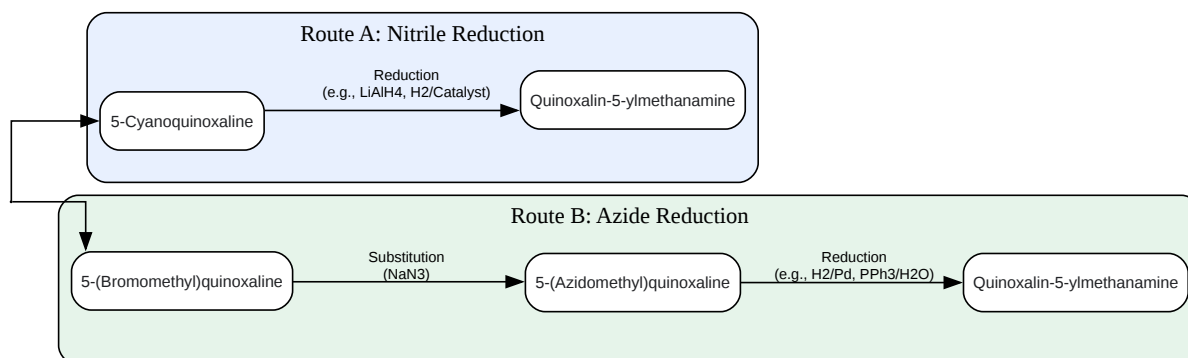 Route A: Nitrile Reduction
Reduction
(e.g., LiAlH4, H2/Catalyst)
5-Cyanoquinoxaline
Quinoxalin-5-ylmethanamine
Route B: Azide Reduction
Substitution
(NaN3)
Reduction
(e.g., H2/Pd, PPh3/H2O)
5-(Bromomethyl)quinoxaline
5-(Azidomethyl)quinoxaline
Quinoxalin-5-ylmethanamine